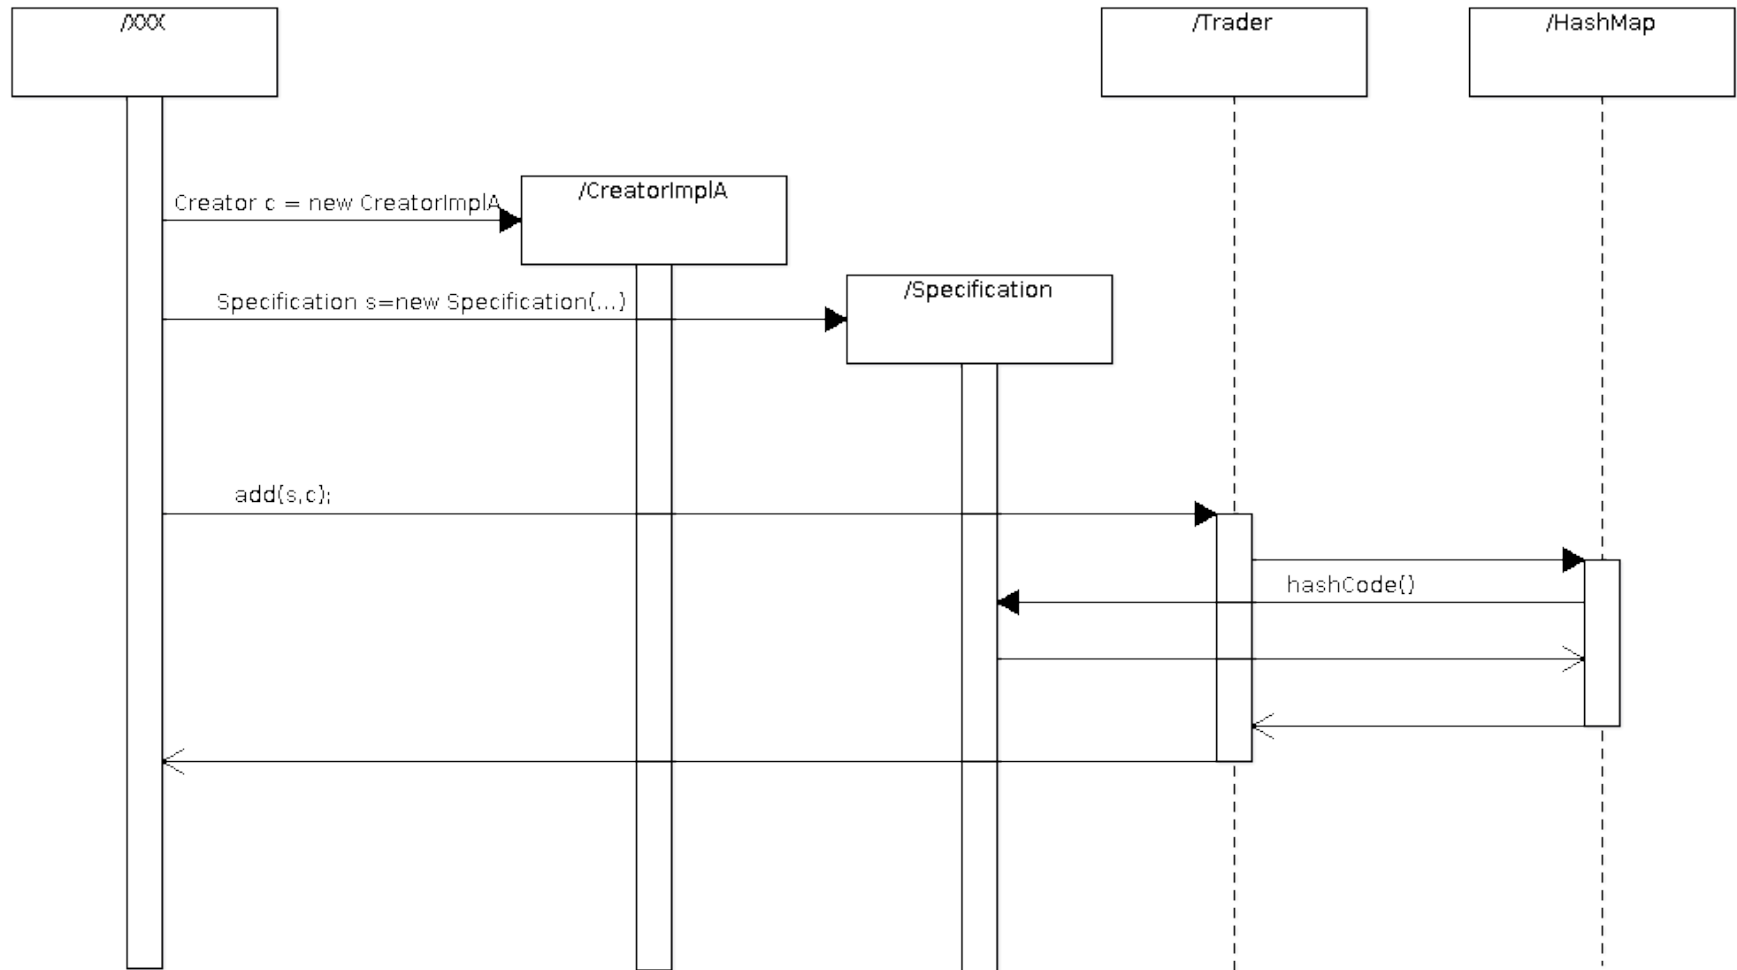 /XXX
/Trader
/HashMap
/CreatorImplA
Creator c = new CreatorImplA
/Specification
Specification s=new Specification(...)
add(s,c);
hashCode()